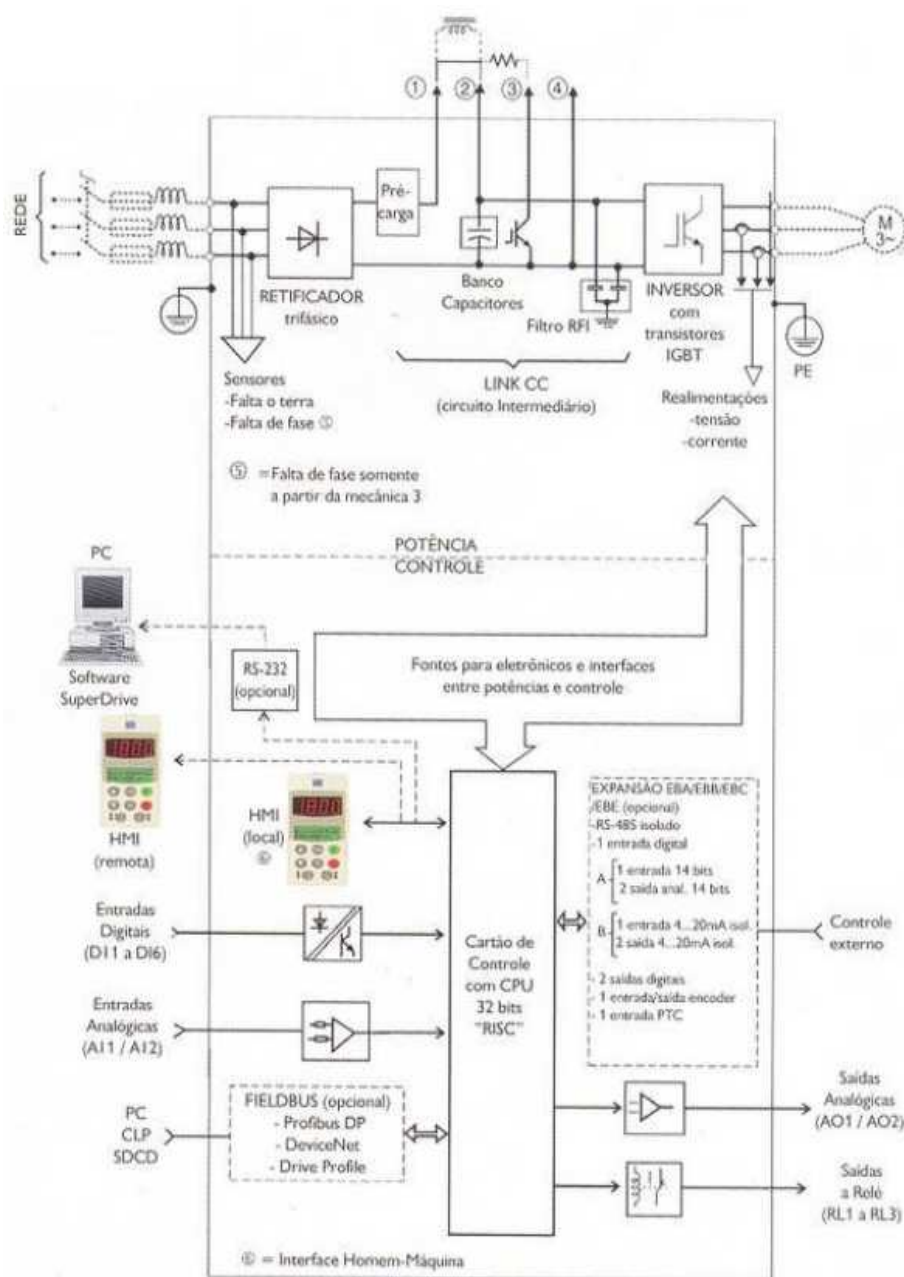 ① ② ③ ④
REDE
Pré-
carga
M
3~
RETIFICADOR
trifásico
Banco
Capacitores
Filtro RFI
INVERSOR
com
transistores
IGBT
PE
LINK CC
(circuito Intermediário)
Sensores
-Falta o terra
-Falta de fase ⑤
Realimentações
-tensão
-corrente
⑤ =Falta de fase somente
a partir da mecânica 3
POTÊNCIA
CONTROLE
PC
Software
SuperDrive
RS-232
(opcional)
Fontes para eletrônicos e interfaces
entre potências e controle
HMI
(remota)
HMI
(local)
⑥
EXPANSÃO EBA/EBB/EBC
/EBE (opcional)
-RS-485 isolado
-1 entrada digital
A 1 entrada 14 bits
2 saída anal. 14 bits
B 1 entrada 4...20mA isol.
2 saída 4...20mA isol.
- 2 saídas digitais
- 1 entrada/saída encoder
- 1 entrada PTC
Controle
externo
Entradas
Digitais
(DI1 a DI6)
Cartão de
Controle
com CPU
32 bits
"RISC"
Entradas
Analógicas
(AI1 / AI2)
FIELDBUS (opcional)
- Profibus DP
- DeviceNet
- Drive Profile
PC
CLP
SDCD
Saídas
Analógicas
(AO1 / AO2)
Saídas
a Relé
(RL1 a RL3)
⑥ = Interface Homem-Máquina